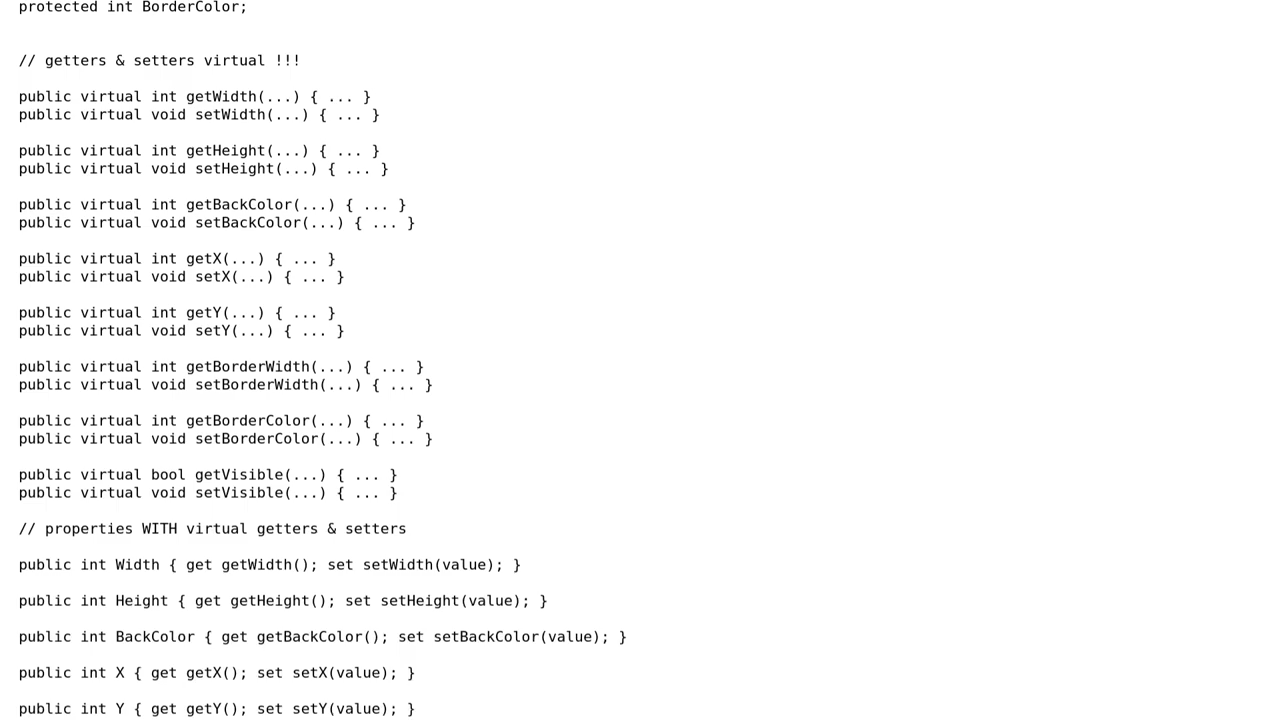 protected int BorderColor;
// getters & setters virtual !!!
public virtual int getWidth(...) { ... }
public virtual void setWidth(...) { ... }
public virtual int getHeight(...) { ... }
public virtual void setHeight(...) { ... }
public virtual int getBackColor(...) { ... }
public virtual void setBackColor(...) { ... }
public virtual int getX(...) { ... }
public virtual void setX(...) { ... }
public virtual int getY(...) { ... }
public virtual void setY(...) { ... }
public virtual int getBorderWidth(...) { ... }
public virtual void setBorderWidth(...) { ... }
public virtual int getBorderColor(...) { ... }
public virtual void setBorderColor(...) { ... }
public virtual bool getVisible(...) { ... }
public virtual void setVisible(...) { ... }
// properties WITH virtual getters & setters
public int Width { get getWidth(); set setWidth(value); }
public int Height { get getHeight(); set setHeight(value); }
public int BackColor { get getBackColor(); set setBackColor(value); }
public int X { get getX(); set setX(value); }
public int Y { get getY(); set setY(value); }